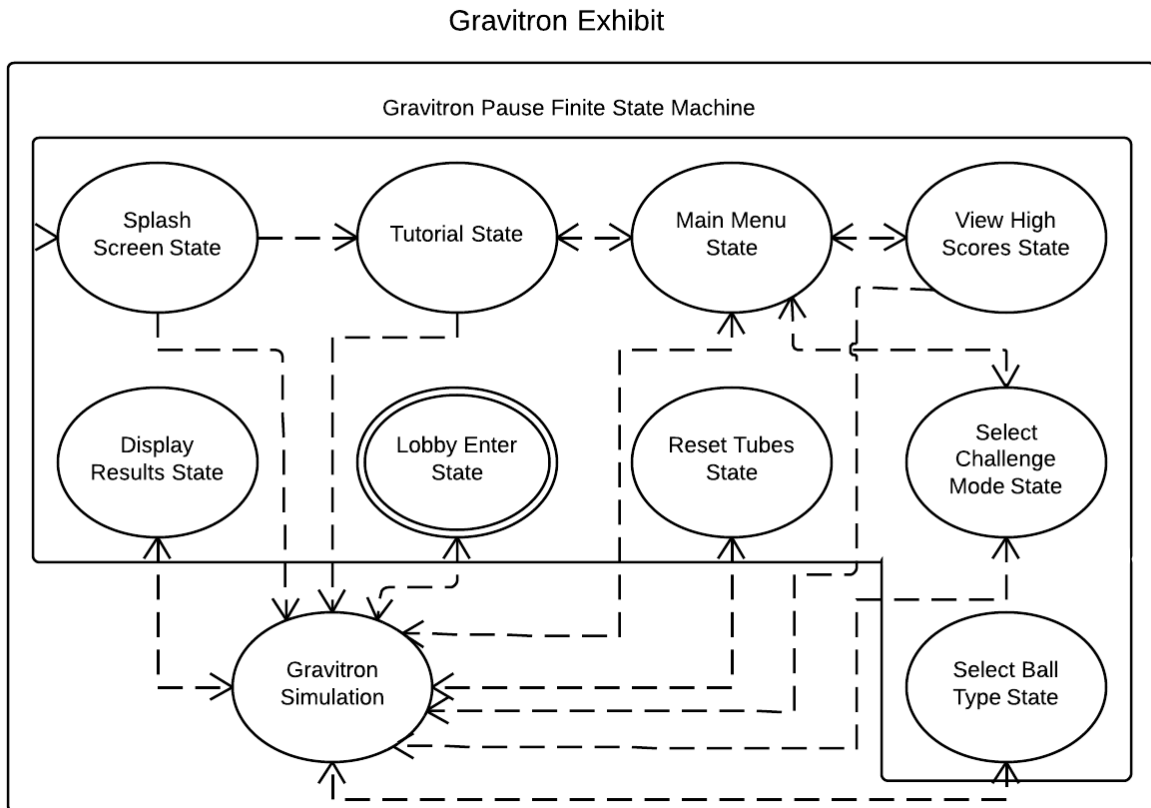 Gravitron Exhibit
Gravitron Pause Finite State Machine
Splash
Screen State
Tutorial State
Main Menu
State
View High
Scores State
Display
Results State
Lobby Enter
State
Reset Tubes
State
Select
Challenge
Mode State
Gravitron
Simulation
Select Ball
Type State